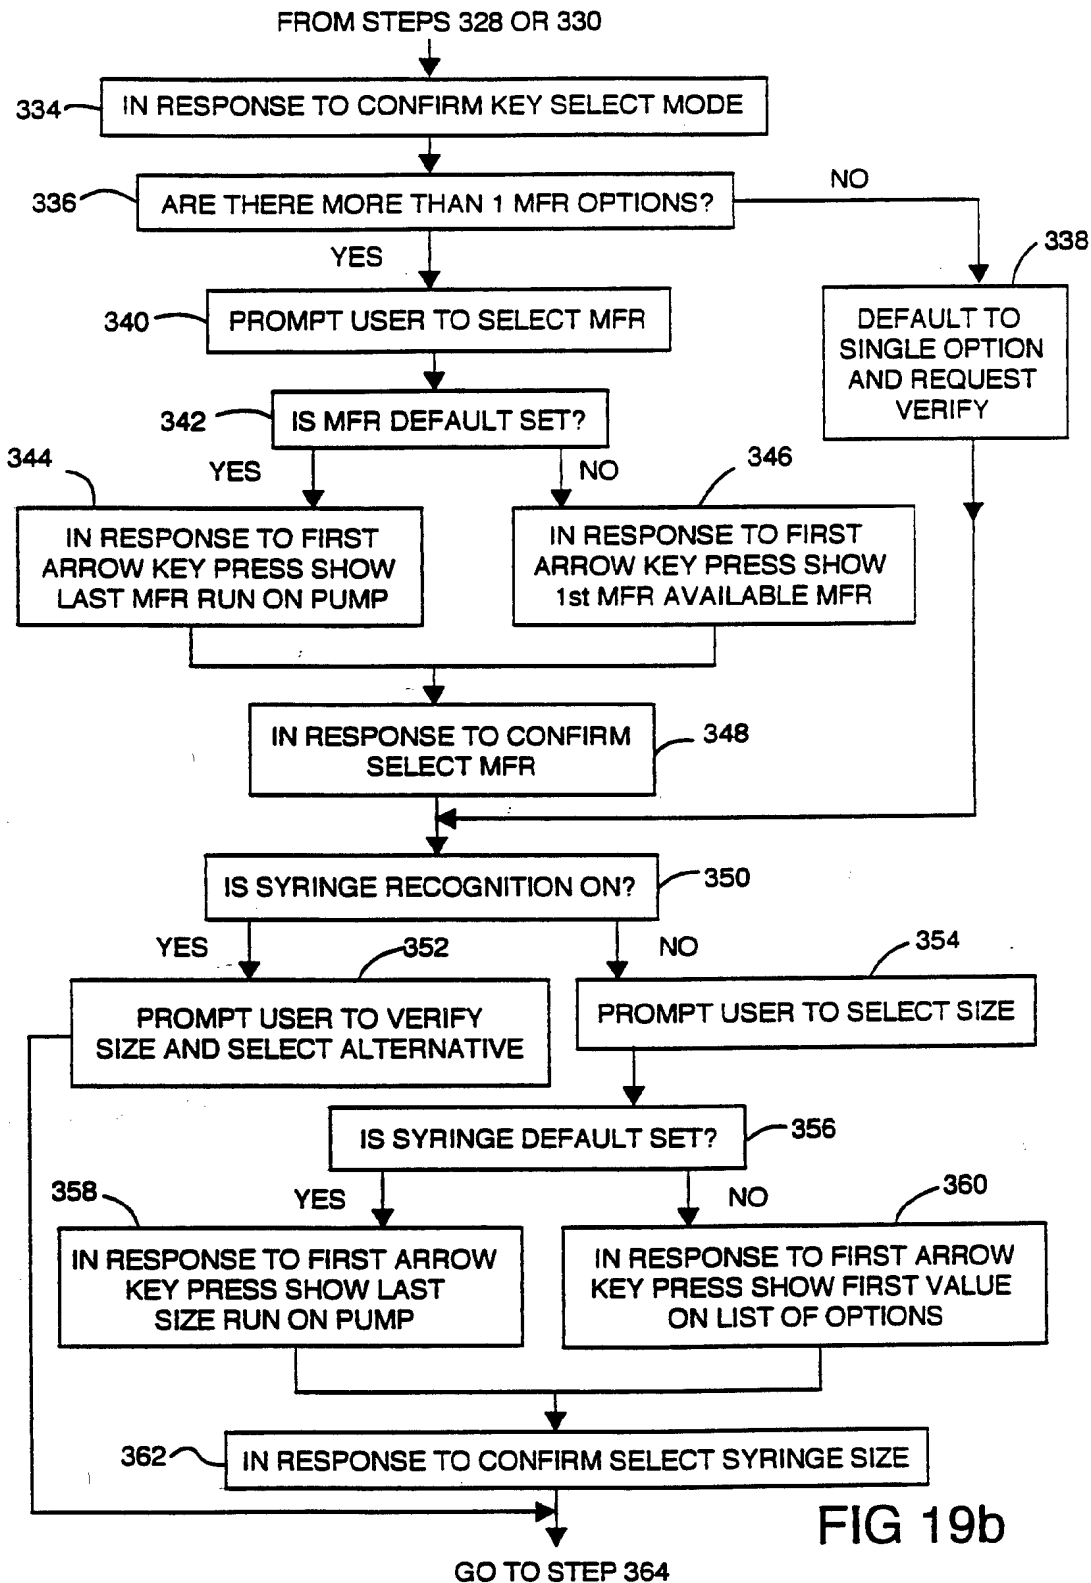 FROM STEPS 328 OR 330
334
IN RESPONSE TO CONFIRM KEY SELECT MODE
336
ARE THERE MORE THAN 1 MFR OPTIONS?
NO
YES
338
340
PROMPT USER TO SELECT MFR
DEFAULT TO
SINGLE OPTION
AND REQUEST
VERIFY
342
IS MFR DEFAULT SET?
344
YES
NO
346
IN RESPONSE TO FIRST
ARROW KEY PRESS SHOW
LAST MFR RUN ON PUMP
IN RESPONSE TO FIRST
ARROW KEY PRESS SHOW
1st MFR AVAILABLE MFR
IN RESPONSE TO CONFIRM
SELECT MFR
348
IS SYRINGE RECOGNITION ON?
350
YES
352
NO
354
PROMPT USER TO VERIFY
SIZE AND SELECT ALTERNATIVE
PROMPT USER TO SELECT SIZE
IS SYRINGE DEFAULT SET?
356
358
YES
NO
360
IN RESPONSE TO FIRST ARROW
KEY PRESS SHOW LAST
SIZE RUN ON PUMP
IN RESPONSE TO FIRST ARROW
KEY PRESS SHOW FIRST VALUE
ON LIST OF OPTIONS
362
IN RESPONSE TO CONFIRM SELECT SYRINGE SIZE
FIG 19b
GO TO STEP 364